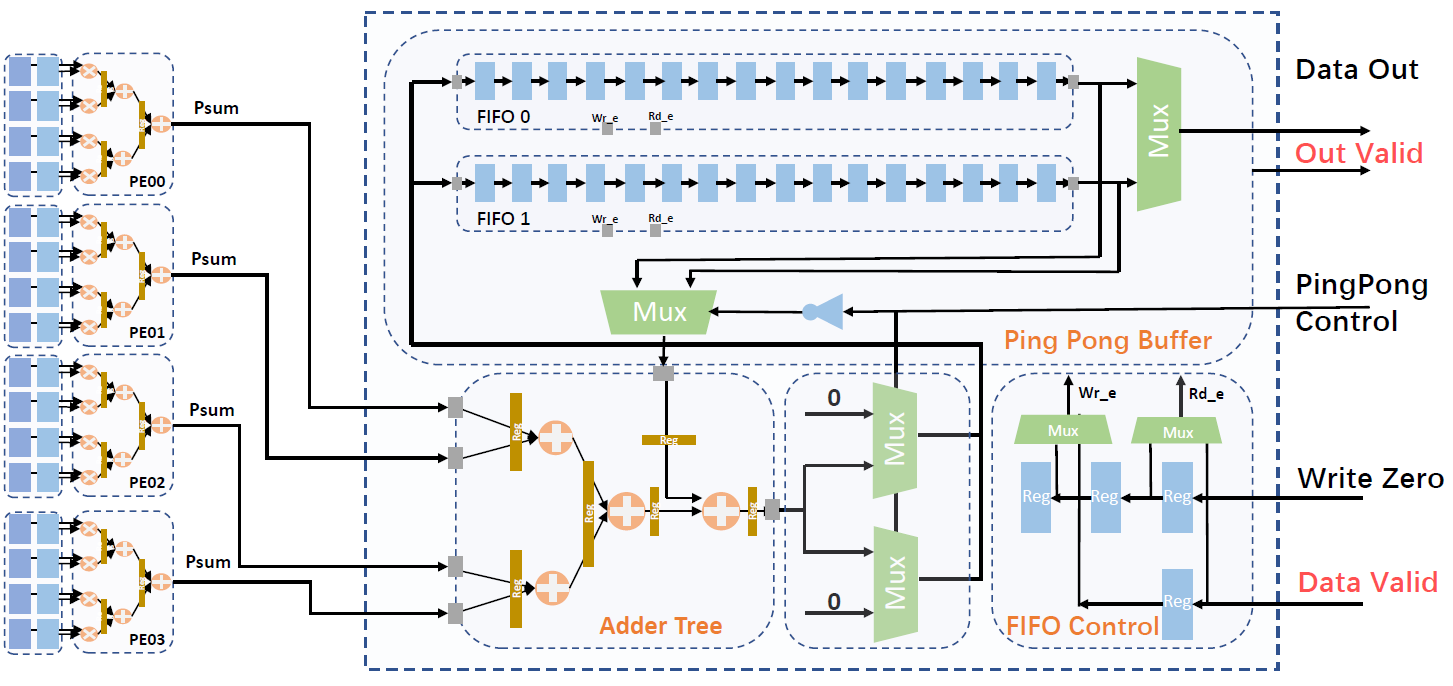 Psum
PE00
Psum
PE01
Psum
PE02
Psum
PE03
FIFO 0
Wr_e
Rd_e
FIFO 1
Wr_e
Rd_e
Mux
Mux
Ping Pong Buffer
Data Out
Out Valid
PingPong
Control
Reg
Reg
Reg
Reg
Reg
Reg
Adder Tree
0
Mux
Mux
0
Wr_e
Rd_e
Mux
Mux
Reg
Reg
Reg
Reg
FIFO Control
Write Zero
Data Valid